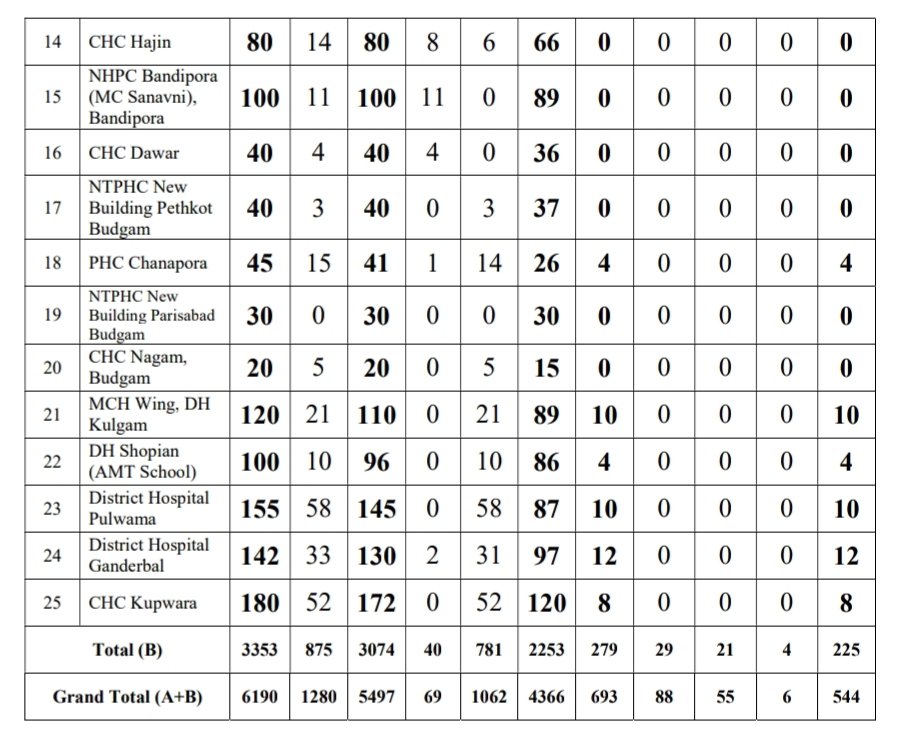 14 CHC Hajin 80 14 80 8 6 66 0 0 0 0 0
NHPC Bandipora
15 (MC Sanavni), 100 11 100 11 0 89 0 0 0 0 0
Bandipora
16 CHC Dawar 40 4 40 4 0 36 0 0 0 0 0
NTPHC New
17 Building Pethkot 40 3 40 0 3 37 0 0 0 0 0
Budgam
18 PHC Chanapora 45 15 41 1 14 26 4 0 0 0 4
NTPHC New
19 Building Parisabad 30 0 30 0 0 30 0 0 0 0 0
Budgam
20 CHC Nagam, 20 5 20 0 5 15 0 0 0 0 0
Budgam
21 MCH Wing, DH 120 21 110 0 21 89 10 0 0 0 10
Kulgam
22 DH Shopian 100 10 96 0 10 86 4 0 0 0 4
(AMT School)
23 District Hospital 155 58 145 0 58 87 10 0 0 0 10
Pulwama
24 District Hospital 142 33 130 2 31 97 12 0 0 0 12
Ganderbal
25 CHC Kupwara 180 52 172 0 52 120 8 0 0 0 8
Total (B) 3353 875 3074 40 781 2253 279 29 21 4 225
Grand Total (A+B) 6190 1280 5497 69 1062 4366 693 88 55 6 544